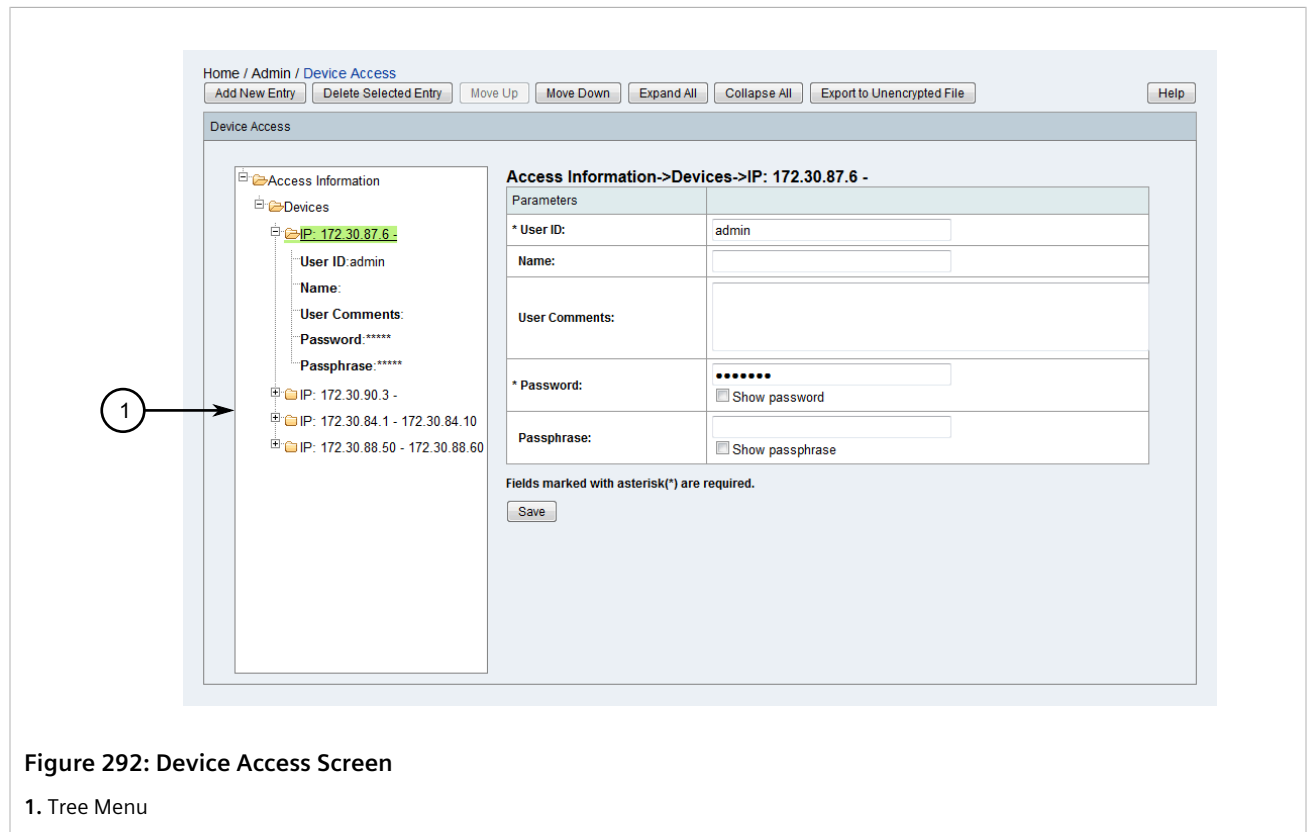 Home / Admin / Device Access
Add New Entry Delete Selected Entry Move Up Move Down Expand All Collapse All Export to Unencrypted File Help
Device Access
Access Information
Devices
IP: 172.30.87.6 -
User ID:admin
Name:
User Comments:
Password:*****
Passphrase:*****
IP: 172.30.90.3 -
IP: 172.30.84.1 - 172.30.84.10
IP: 172.30.88.50 - 172.30.88.60
Access Information->Devices->IP: 172.30.87.6 -
Parameters
* User ID: admin
Name:
User Comments:
* Password: •••••••
Show password
Passphrase:
Show passphrase
Fields marked with asterisk(*) are required.
Save
1
Figure 292: Device Access Screen
1. Tree Menu